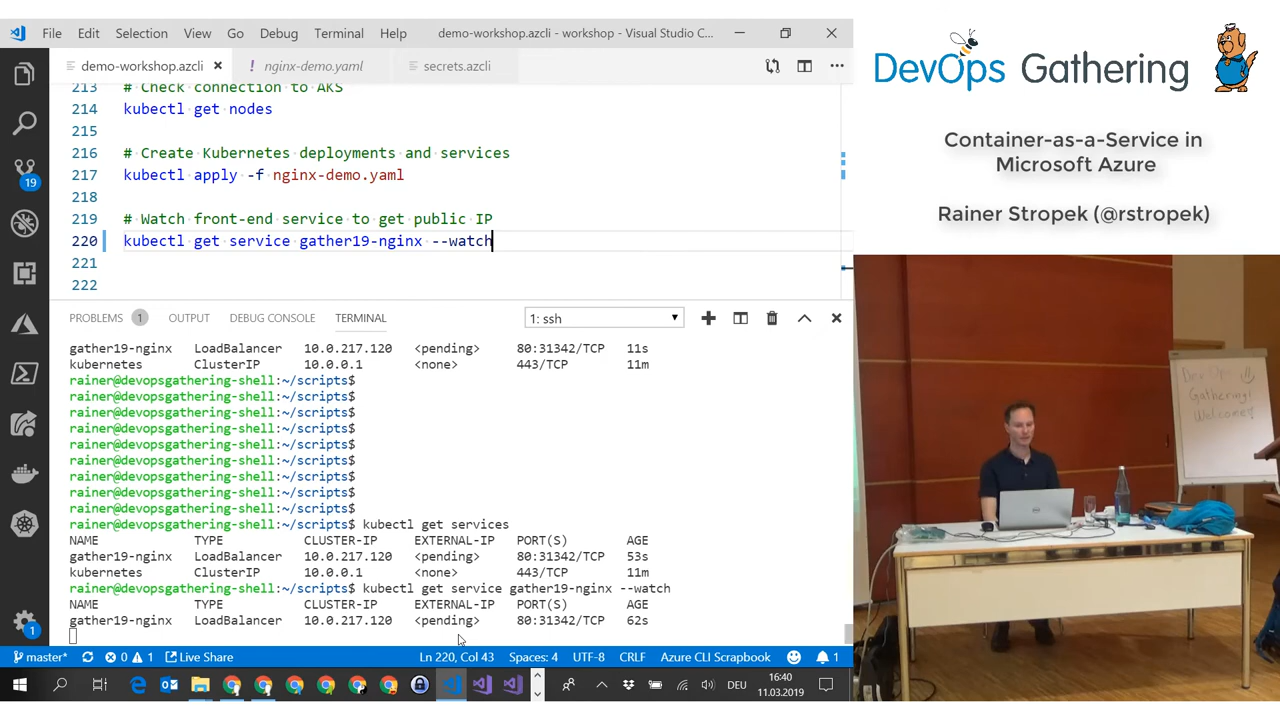 File Edit Selection View Go Debug Terminal Help demo-workshop.azcli - workshop - Visual Studio C...
demo-workshop.azcli nginx-demo.yaml secrets.azcli
213 # Check connection to AKS
214 kubectl get nodes
215
216 # Create Kubernetes deployments and services
217 kubectl apply -f nginx-demo.yaml
218
219 # Watch front-end service to get public IP
220 kubectl get service gather19-nginx --watch
221
222
19
PROBLEMS 1 OUTPUT DEBUG CONSOLE TERMINAL 1: ssh
gather19-nginx LoadBalancer 10.0.217.120 <pending> 80:31342/TCP 11s
kubernetes ClusterIP 10.0.0.1 <none> 443/TCP 11m
rainer@devopsgathering-shell:~/scripts$
rainer@devopsgathering-shell:~/scripts$
rainer@devopsgathering-shell:~/scripts$
rainer@devopsgathering-shell:~/scripts$
rainer@devopsgathering-shell:~/scripts$
rainer@devopsgathering-shell:~/scripts$
rainer@devopsgathering-shell:~/scripts$
rainer@devopsgathering-shell:~/scripts$
rainer@devopsgathering-shell:~/scripts$
rainer@devopsgathering-shell:~/scripts$ kubectl get services
NAME TYPE CLUSTER-IP EXTERNAL-IP PORT(S) AGE
gather19-nginx LoadBalancer 10.0.217.120 <pending> 80:31342/TCP 53s
kubernetes ClusterIP 10.0.0.1 <none> 443/TCP 11m
rainer@devopsgathering-shell:~/scripts$ kubectl get service gather19-nginx --watch
NAME TYPE CLUSTER-IP EXTERNAL-IP PORT(S) AGE
gather19-nginx LoadBalancer 10.0.217.120 <pending> 80:31342/TCP 62s
1
master* 0 1 Live Share Ln 220, Col 43 Spaces: 4 UTF-8 CRLF Azure CLI Scrapbook 1
DEU
16:40
11.03.2019
DevOps Gathering
Container-as-a-Service in
Microsoft Azure
Rainer Stropek (@rstropek)
DevOps
Gathering!
Welcome!